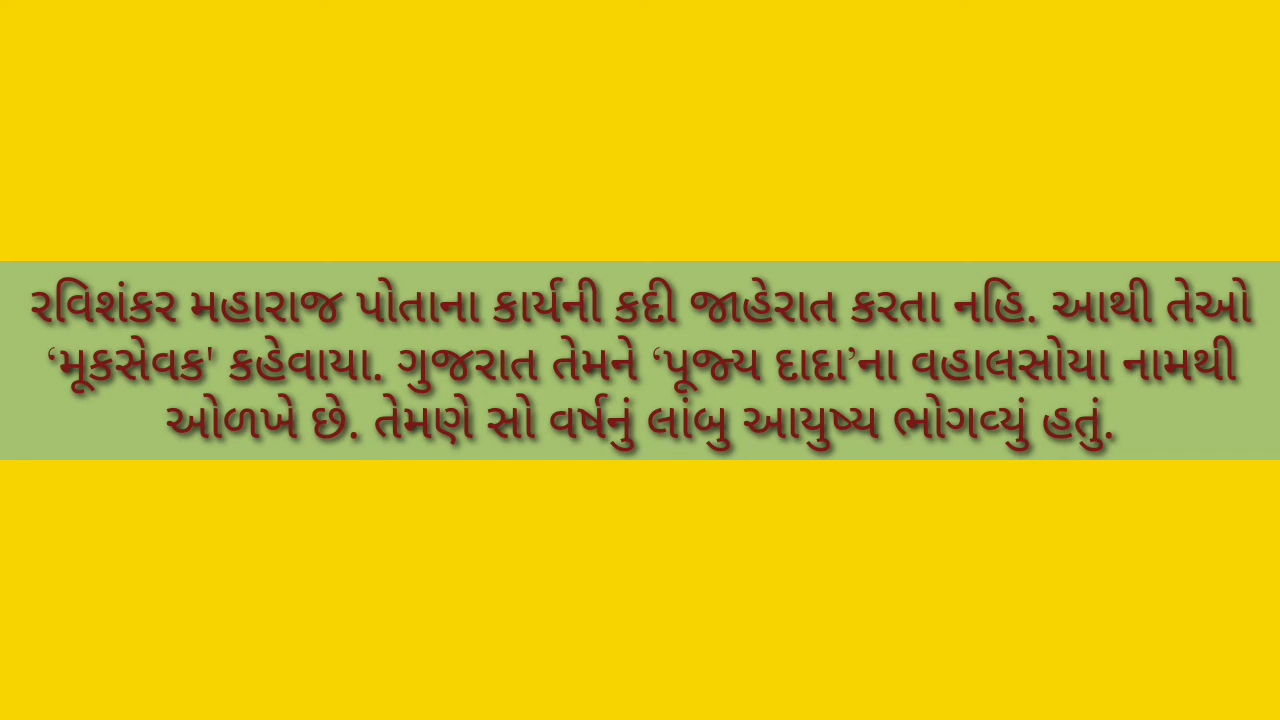 રવિશંકર મહારાજ પોતાના કાર્યની કદી જાહેરાત કરતા નહિ. આથી તેઓ
‘મૂકસેવક' કહેવાયા. ગુજરાત તેમને ‘પૂજ્ય દાદા’ના વહાલસોયા નામથી
ઓળખે છે. તેમણે સો વર્ષનું લાંબુ આયુષ્ય ભોગવ્યું હતું.